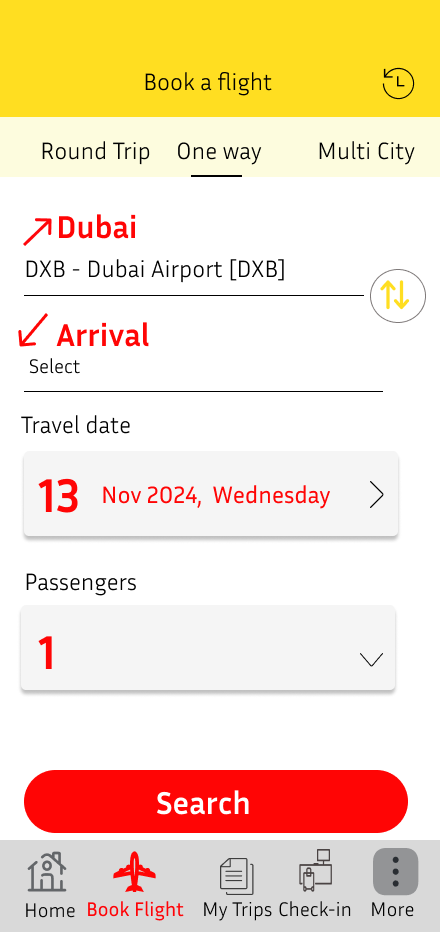 Book a flight
Round Trip One way Multi City
Dubai
DXB - Dubai Airport [DXB]
Arrival
Select
Travel date
13 Nov 2024, Wednesday
Passengers
1
Search
Home Book Flight My Trips Check-in More